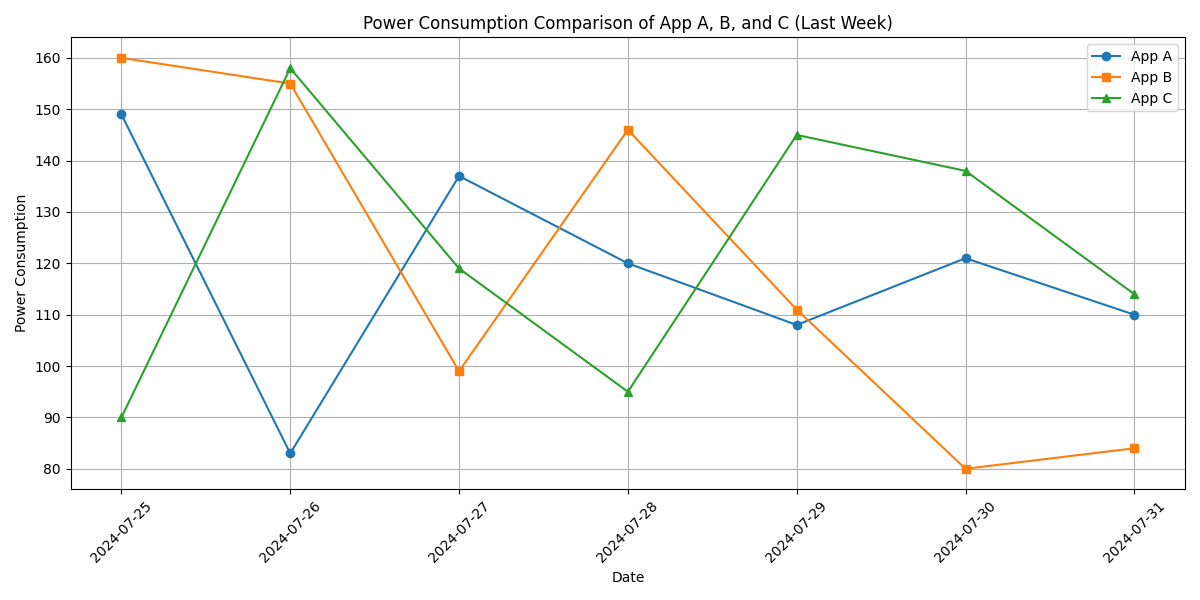 Power Consumption Comparison of App A, B, and C (Last Week)
App A
App B
App C
Power Consumption
160
150
140
130
120
110
100
90
80
2024-07-25
2024-07-26
2024-07-27
2024-07-28
2024-07-29
2024-07-30
2024-07-31
Date